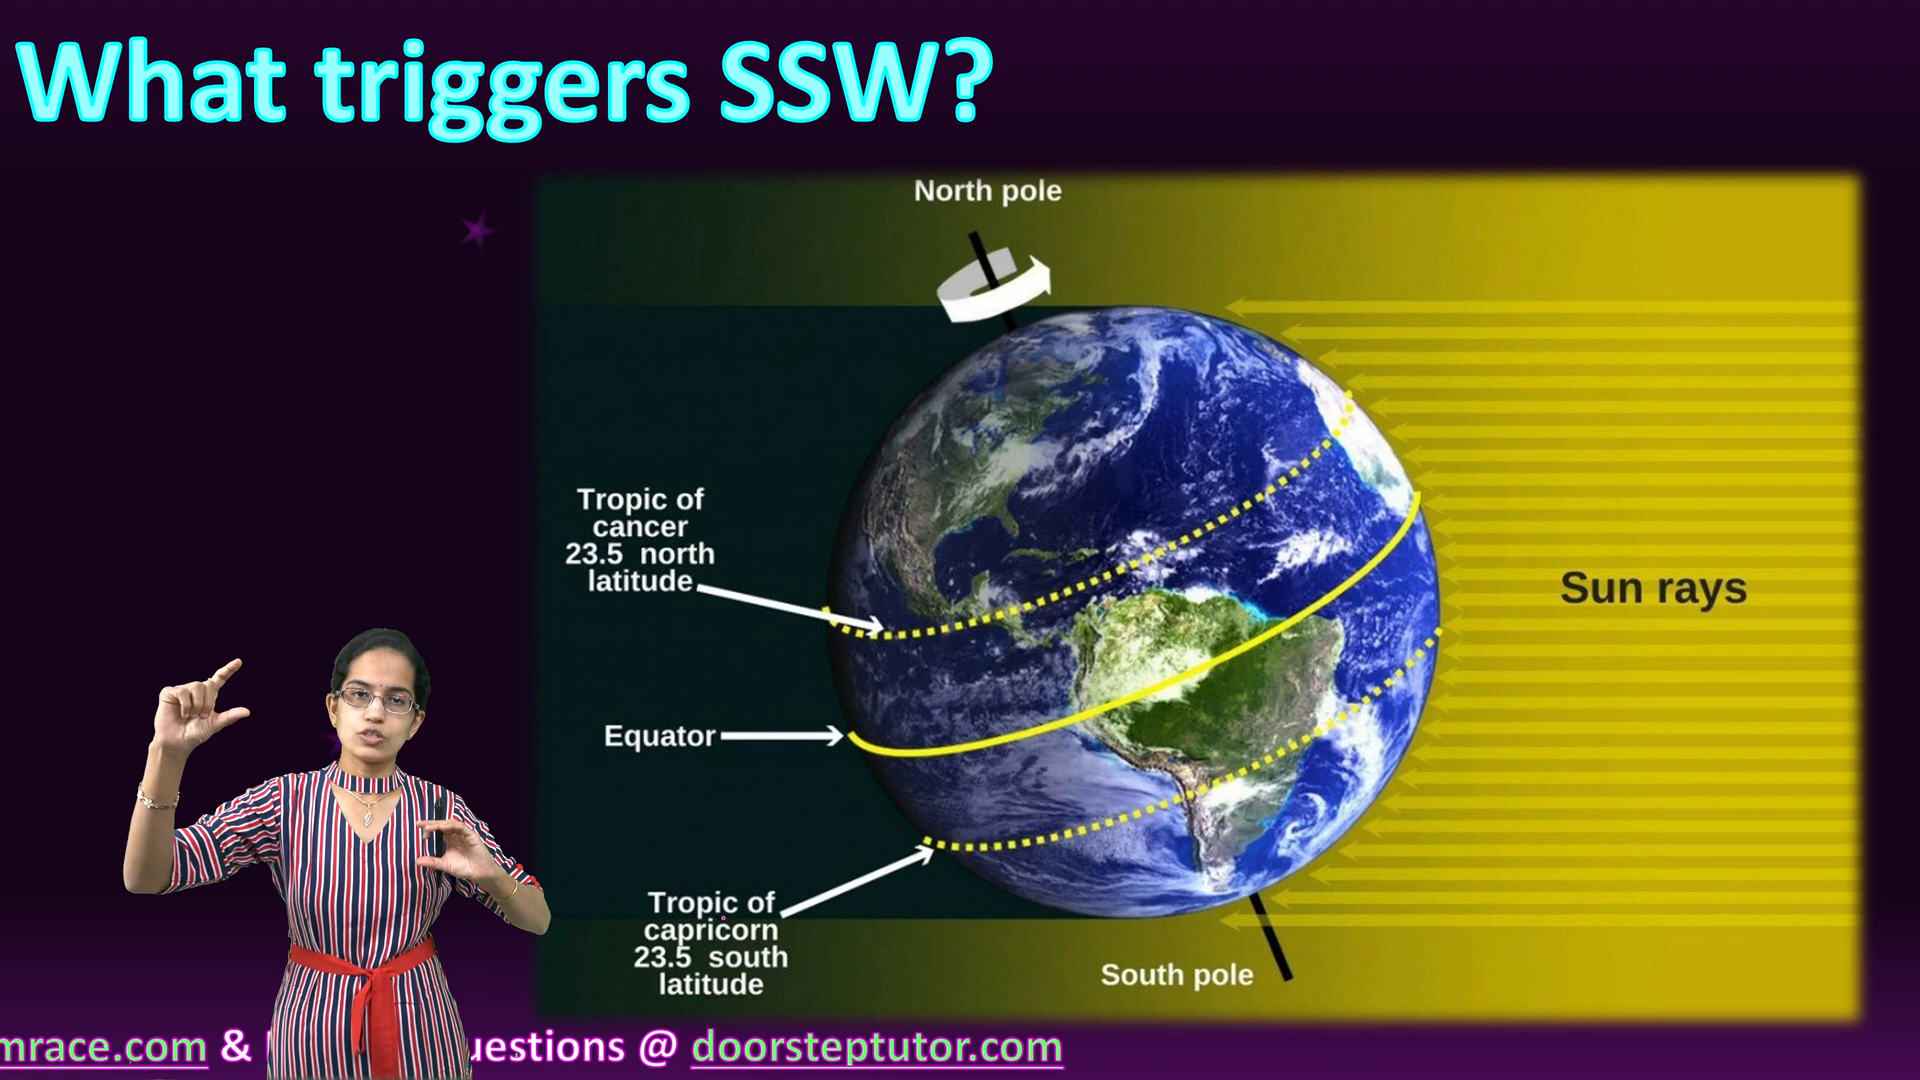 What triggers SSW?
North pole
Tropic of
cancer
23.5 north
latitude
Sun rays
Equator
Tropic of
capricorn
23.5 south
latitude
South pole
mrace.com & uestions @ doorsteptutor.com